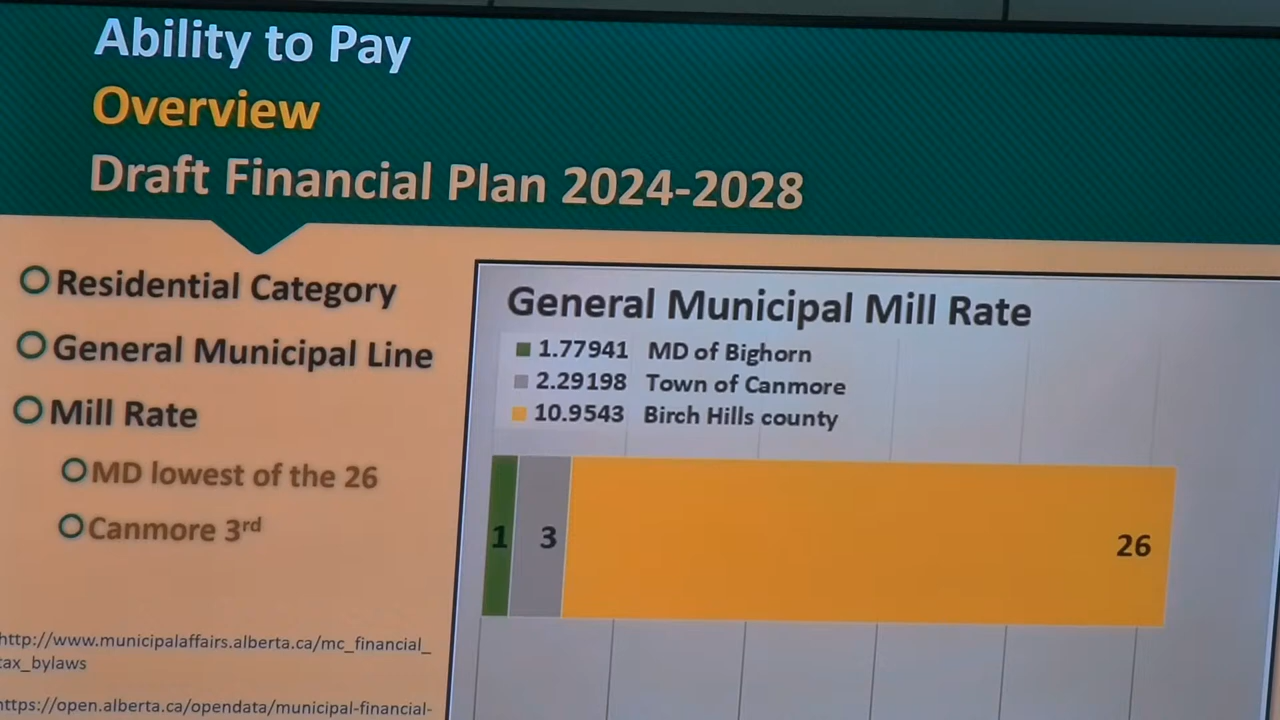 Ability to Pay
Overview
Draft Financial Plan 2024-2028
Residential Category
General Municipal Line
Mill Rate
MD lowest of the 26
Canmore 3rd
http://www.municipalaffairs.alberta.ca/mc_financial_
tax_bylaws
https://open.alberta.ca/opendata/municipal-financial-
General Municipal Mill Rate
1.77941 MD of Bighorn
2.29198 Town of Canmore
10.9543 Birch Hills county
1 3 26